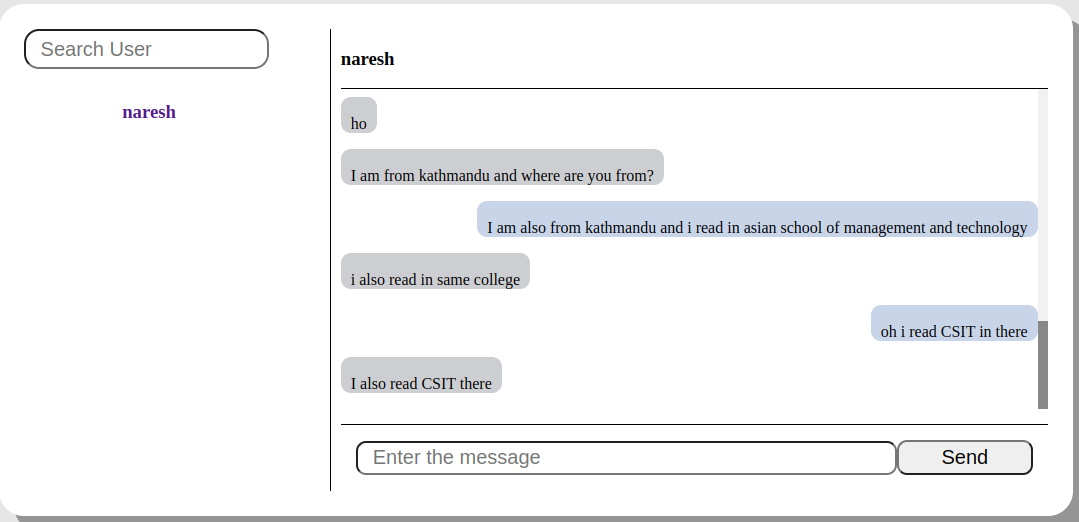 Search User
naresh
naresh
ho
I am from kathmandu and where are you from?
I am also from kathmandu and i read in asian school of management and technology
i also read in same college
oh i read CSIT in there
I also read CSIT there
Enter the message
Send